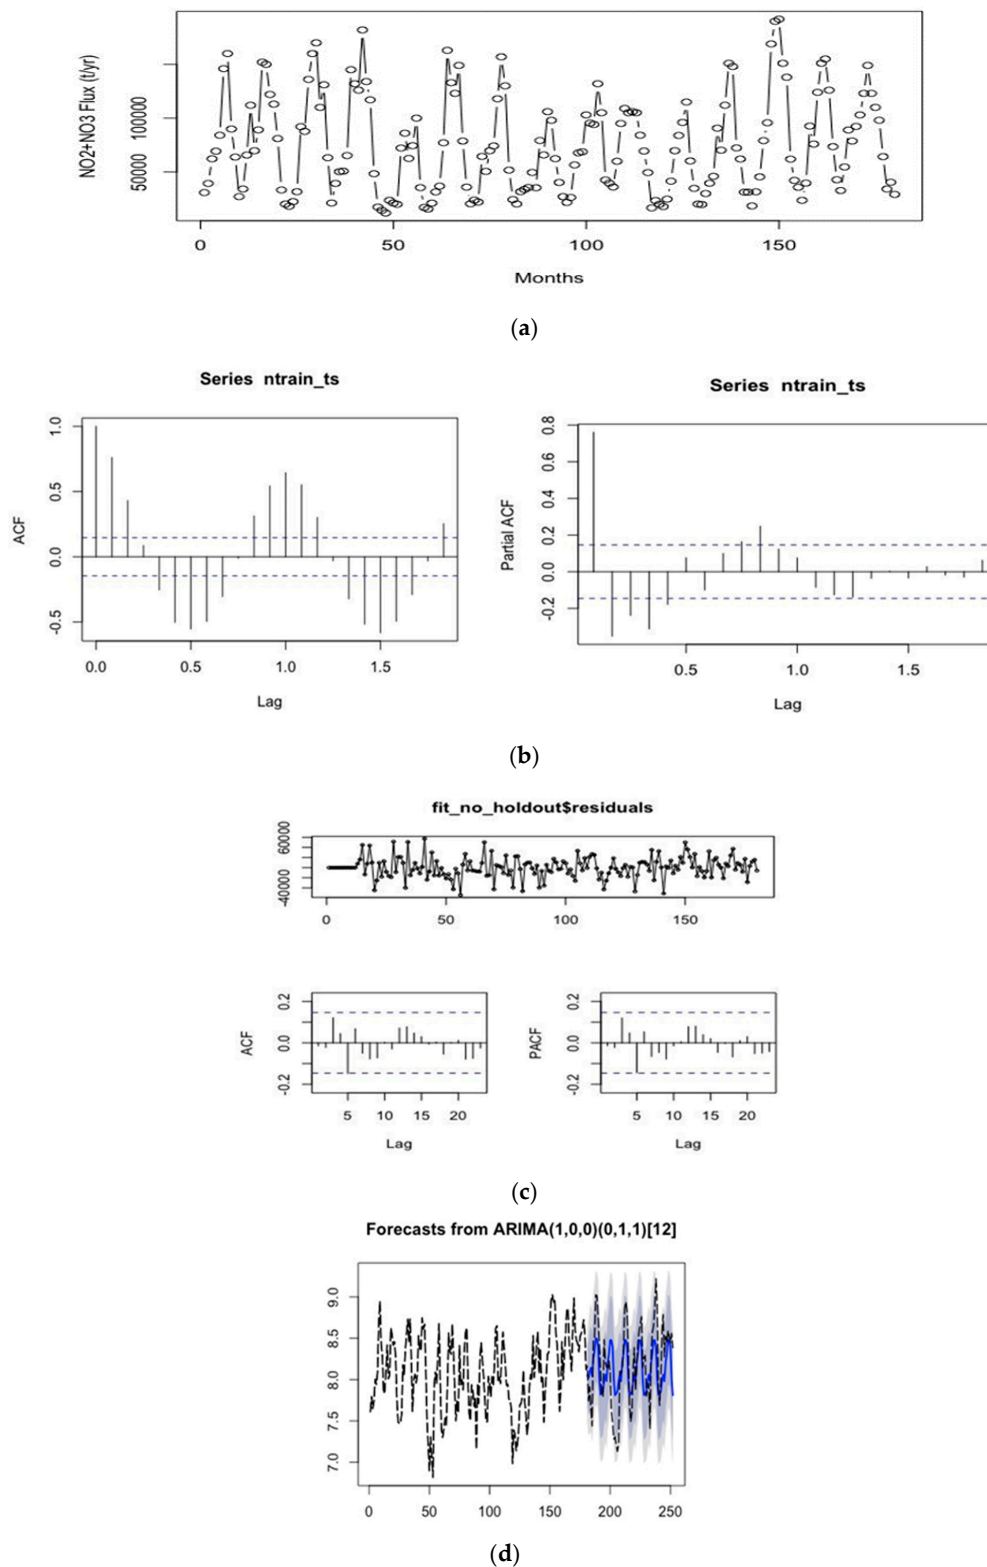 NO2+NO3 Flux (t/yr)
50000 100000
0 50 100 150
Months
(a)
Series ntrain_ts
ACF
-0.5 0.0 0.5 1.0
0.0 0.5 1.0 1.5
Lag
Series ntrain_ts
Partial ACF
-0.2 0.0 0.2 0.4 0.6 0.8
0.5 1.0 1.5
Lag
(b)
fit_no_holdout$residuals
-40000 60000
0 50 100 150
ACF
-0.2 0.0 0.2
5 10 15 20
Lag
PACF
-0.2 0.0 0.2
5 10 15 20
Lag
(c)
Forecasts from ARIMA(1,0,0)(0,1,1)[12]
7.0 7.5 8.0 8.5 9.0
0 50 100 150 200 250
(d)